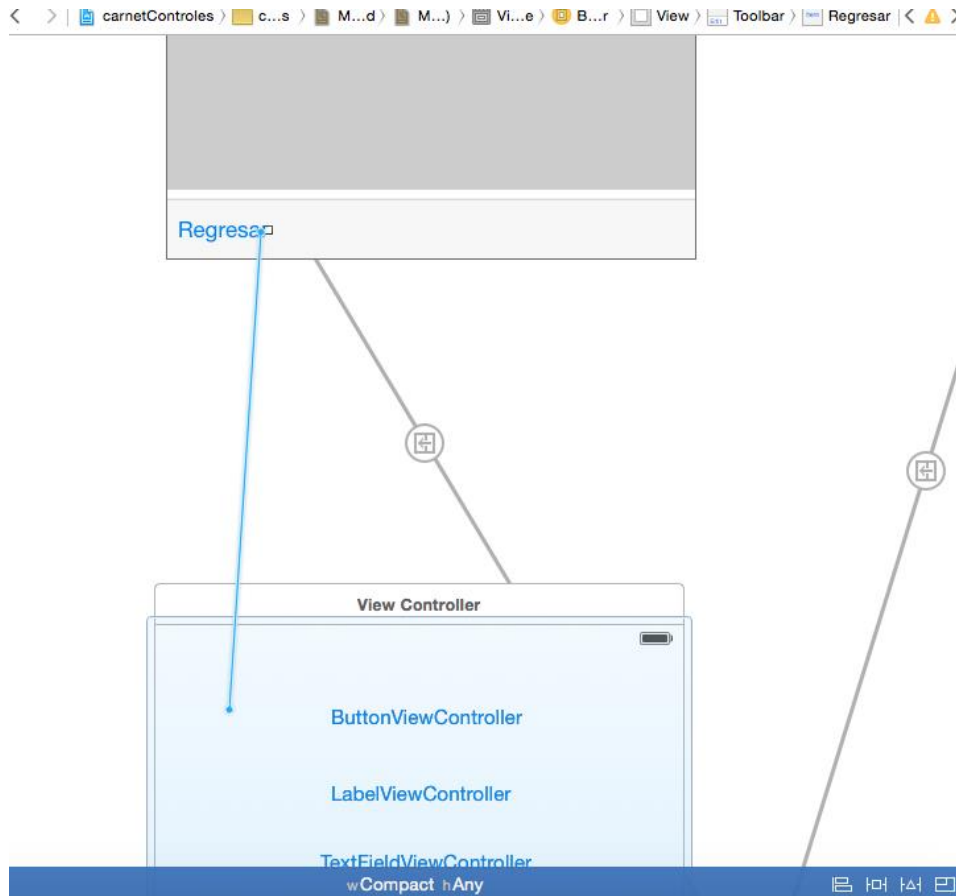 carnetControles c...s M...d) M...) Vi...e B...r View Toolbar Regresar
Regresar
View Controller
ButtonViewController
LabelViewController
TextFieldViewController
wCompact hAny